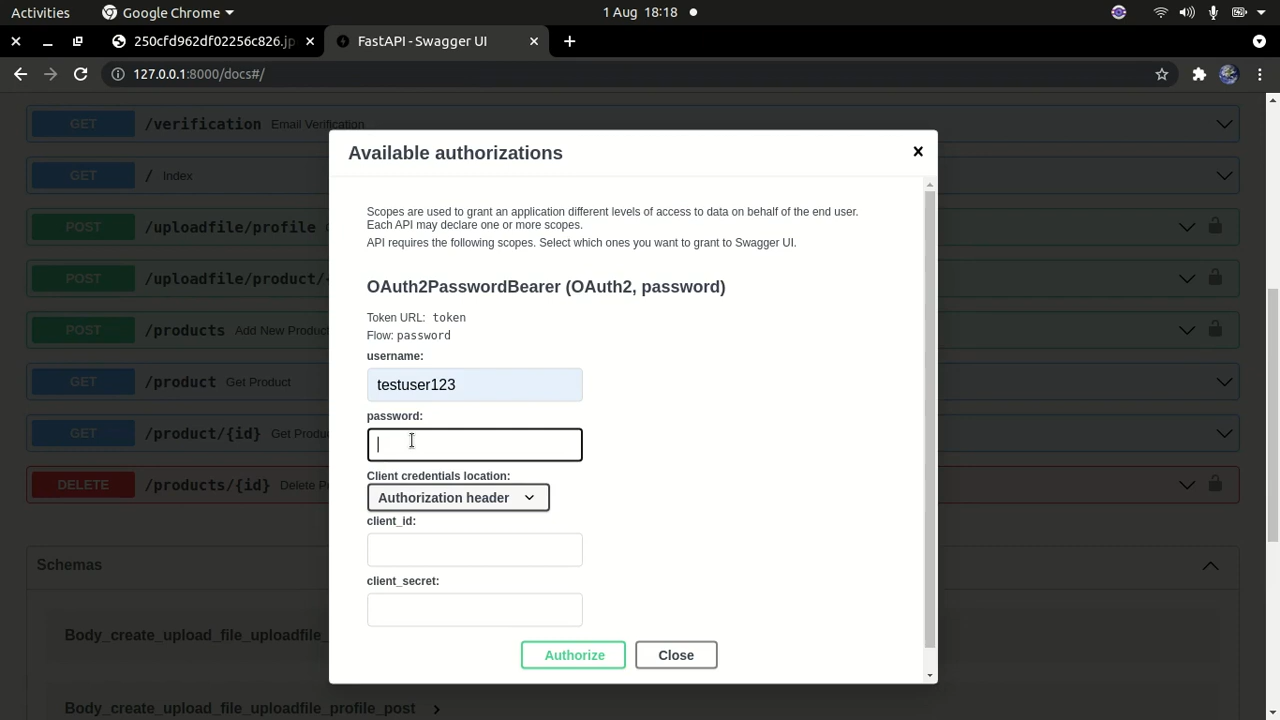 Activities
Google Chrome
1 Aug 18:18
250cfd962df02256c826.jp
FastAPI - Swagger UI
127.0.0.1:8000/docs#/
GET /verification Email Verification
GET / Index
POST /uploadfile/profile
POST /uploadfile/product/{
POST /products Add New Produc
GET /product Get Product
GET /product/{id} Get Produ
DELETE /products/{id} Delete P
Schemas
Body_create_upload_file_uploadfile_
Body_create_upload_file_uploadfile_profile_post
Available authorizations
Scopes are used to grant an application different levels of access to data on behalf of the end user.
Each API may declare one or more scopes.
API requires the following scopes. Select which ones you want to grant to Swagger UI.
OAuth2PasswordBearer (OAuth2, password)
Token URL: token
Flow: password
username:
testuser123
password:
Client credentials location:
Authorization header
client_id:
client_secret:
Authorize
Close